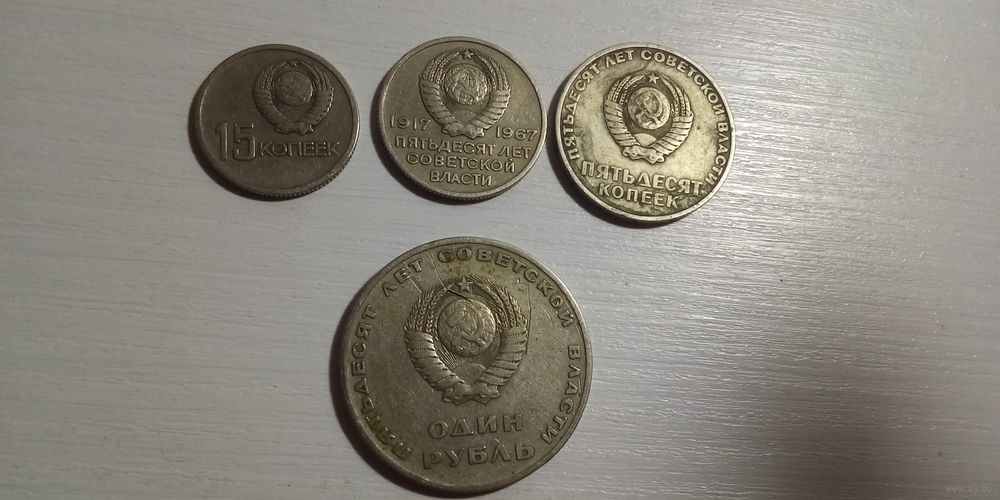 15 КОПЕЕК
1917 1967
ПЯТЬДЕСЯТ ЛЕТ
СОВЕТСКОЙ
ВЛАСТИ
ПЯТЬДЕСЯТ ЛЕТ СОВЕТСКОЙ ВЛАСТИ
ПЯТЬДЕСЯТ
КОПЕЕК
ПЯТЬДЕСЯТ ЛЕТ СОВЕТСКОЙ ВЛАСТИ
ОДИН
РУБЛЬ